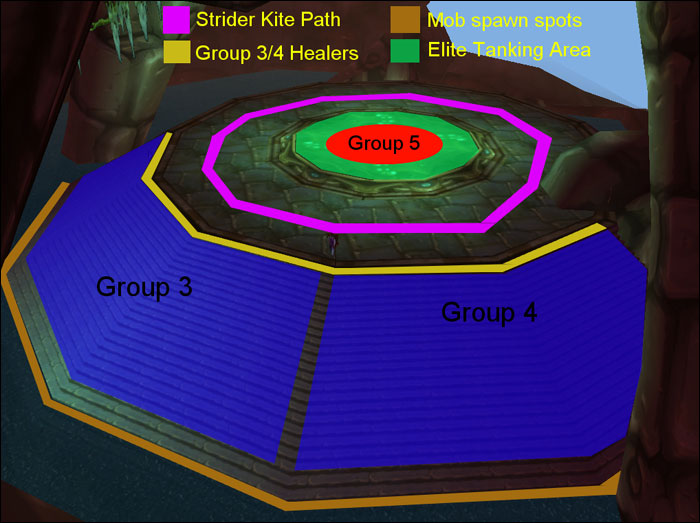 Strider Kite Path
Mob spawn spots
Group 3/4 Healers
Elite Tanking Area
Group 5
Group 3
Group 4